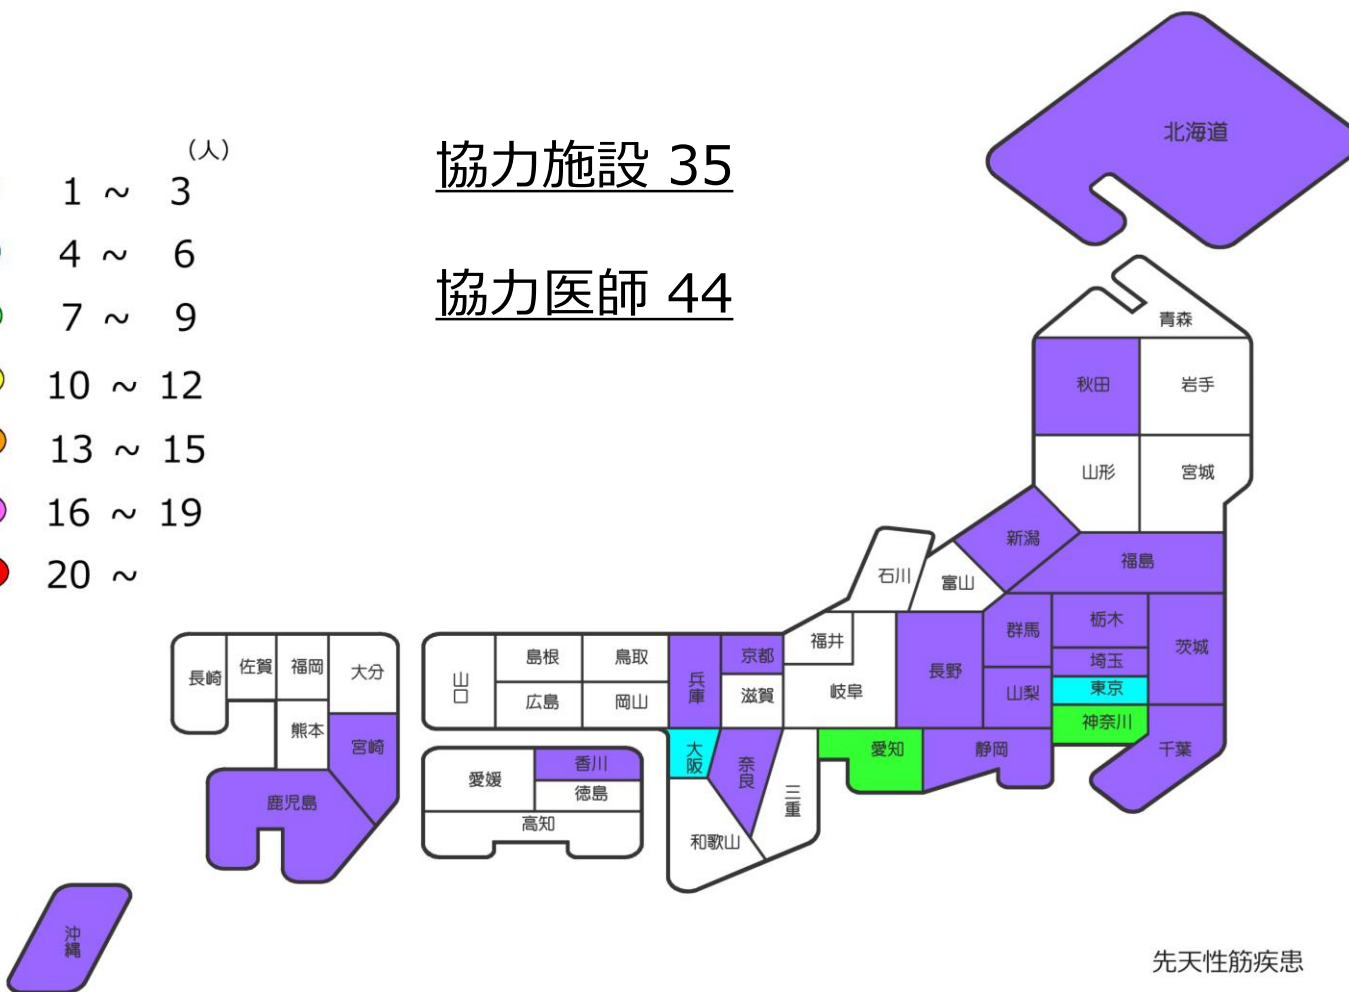 (人)
1 ~ 3
4 ~ 6
7 ~ 9
10 ~ 12
13 ~ 15
16 ~ 19
20 ~
協力施設 35
協力医師 44
北海道
青森
秋田
岩手
山形
宮城
新潟
福島
石川
富山
群馬
栃木
茨城
福井
長野
埼玉
山梨
東京
岐阜
神奈川
千葉
愛知
静岡
山口
島根
鳥取
兵庫
京都
広島
岡山
滋賀
大阪
奈良
三重
和歌山
愛媛
香川
徳島
高知
長崎
佐賀
福岡
大分
熊本
宮崎
鹿児島
沖縄
先天性筋疾患